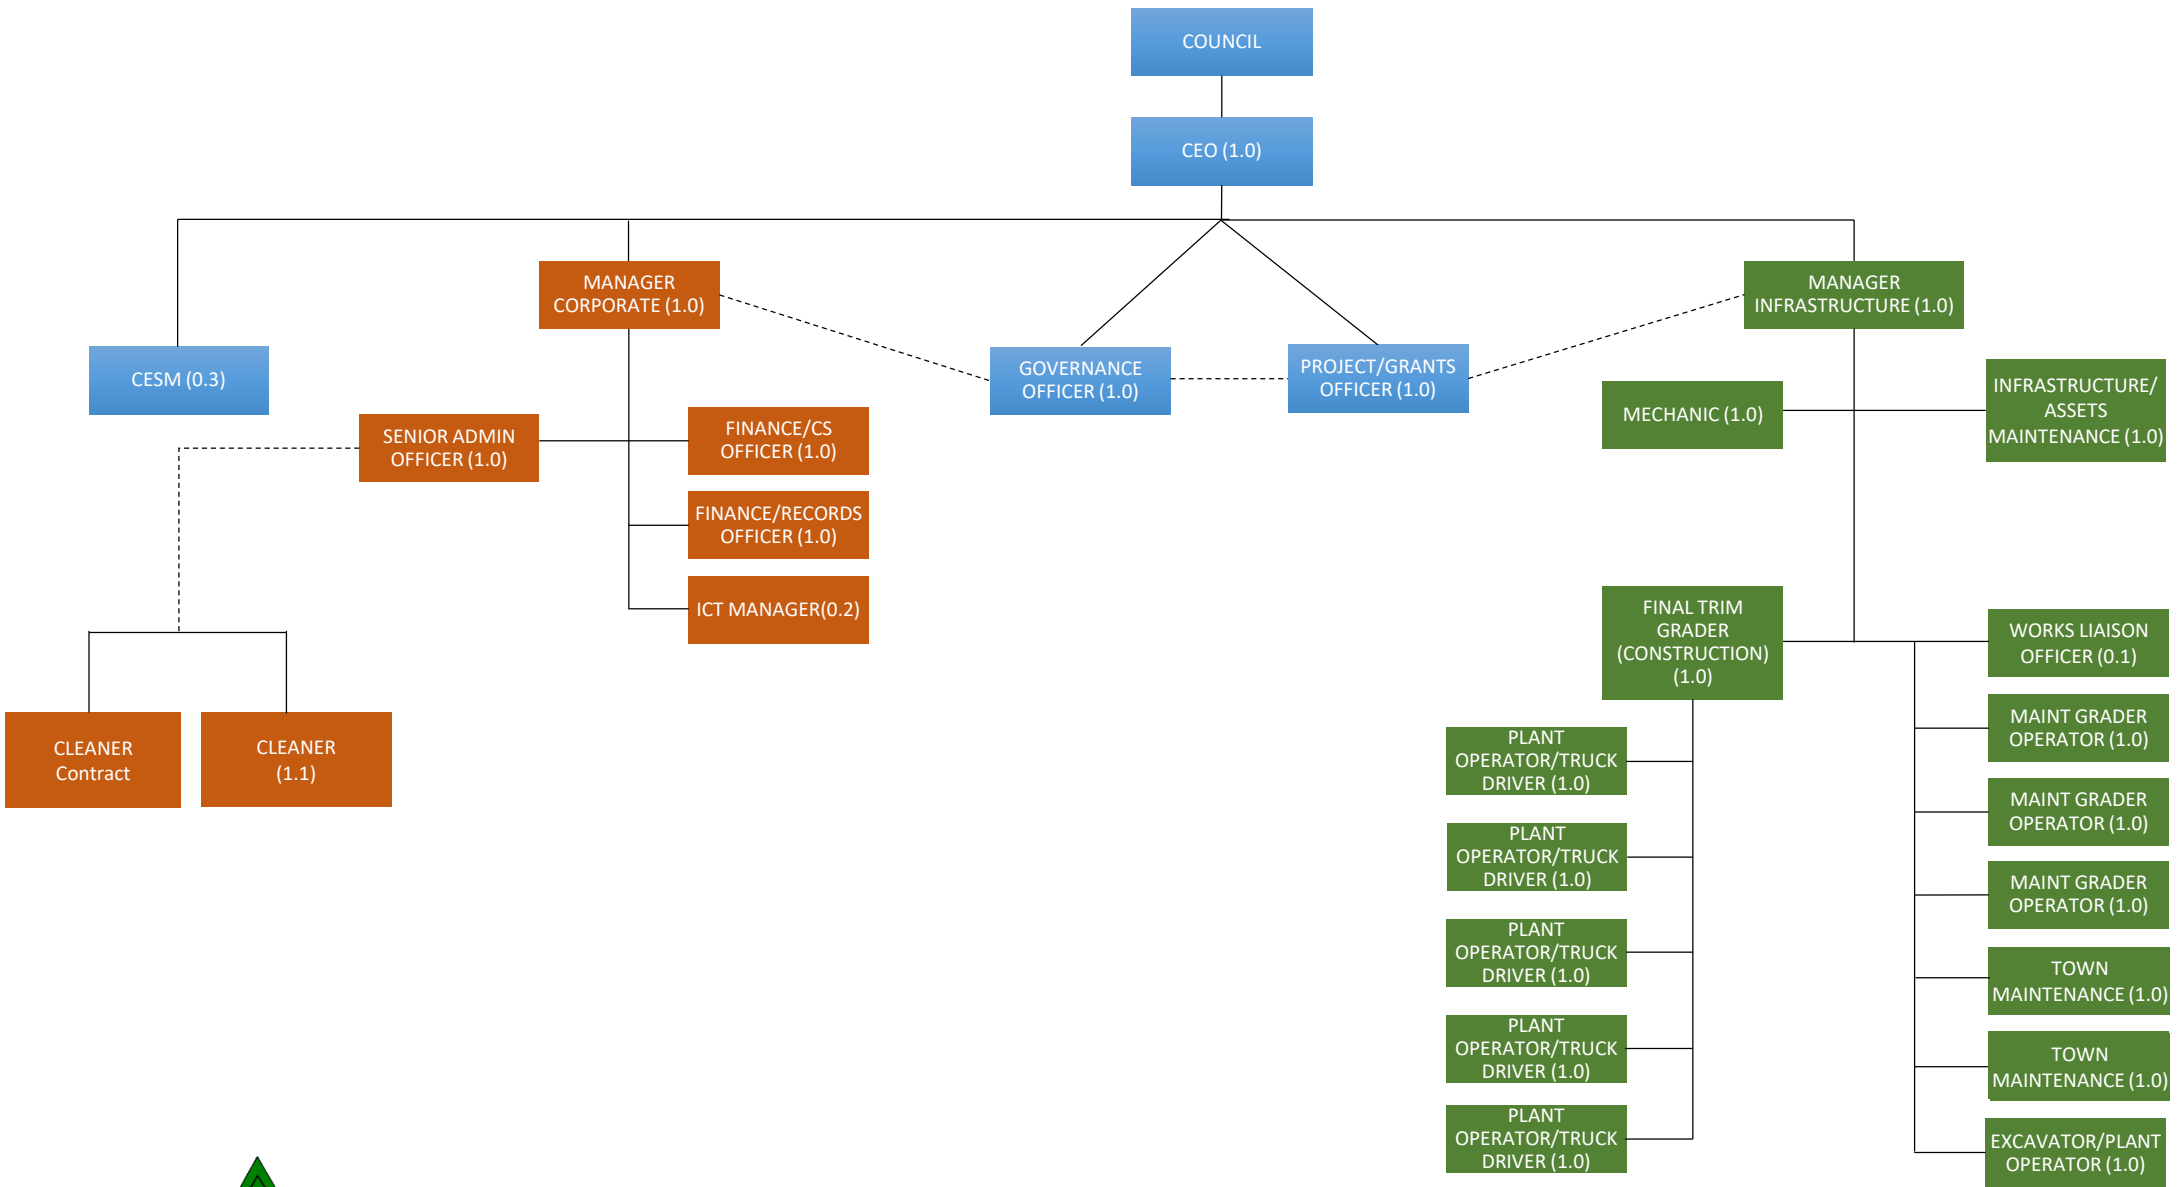 COUNCIL
CEO (1.0)
MANAGER
CORPORATE (1.0)
MANAGER
INFRASTRUCTURE (1.0)
CESM (0.3)
GOVERNANCE
OFFICER (1.0)
PROJECT/GRANTS
OFFICER (1.0)
MECHANIC (1.0)
INFRASTRUCTURE/
ASSETS
MAINTENANCE (1.0)
SENIOR ADMIN
OFFICER (1.0)
FINANCE/CS
OFFICER (1.0)
FINANCE/RECORDS
OFFICER (1.0)
ICT MANAGER(0.2)
CLEANER
Contract
CLEANER
(1.1)
FINAL TRIM
GRADER
(CONSTRUCTION)
(1.0)
PLANT
OPERATOR/TRUCK
DRIVER (1.0)
PLANT
OPERATOR/TRUCK
DRIVER (1.0)
PLANT
OPERATOR/TRUCK
DRIVER (1.0)
PLANT
OPERATOR/TRUCK
DRIVER (1.0)
PLANT
OPERATOR/TRUCK
DRIVER (1.0)
WORKS LIAISON
OFFICER (0.1)
MAINT GRADER
OPERATOR (1.0)
MAINT GRADER
OPERATOR (1.0)
MAINT GRADER
OPERATOR (1.0)
TOWN
MAINTENANCE (1.0)
TOWN
MAINTENANCE (1.0)
EXCAVATOR/PLANT
OPERATOR (1.0)